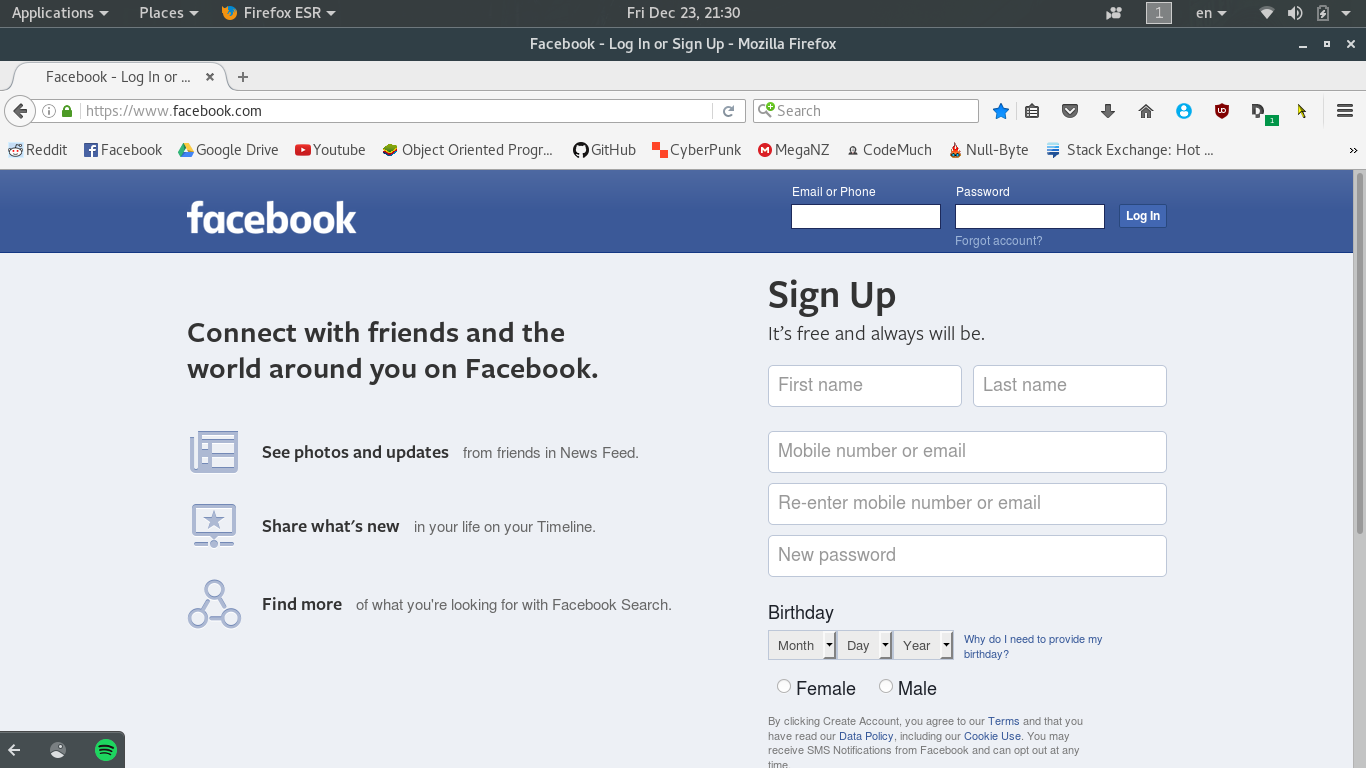 Applications Places Firefox ESR Fri Dec 23, 21:30 1 en
Facebook - Log In or Sign Up - Mozilla Firefox
Facebook - Log In or ...
https://www.facebook.com Search
1
Reddit Facebook Google Drive Youtube Object Oriented Progr... GitHub CyberPunk MegaNZ CodeMuch Null-Byte Stack Exchange: Hot ... »
facebook
Email or Phone Password
Log In
Forgot account?
Connect with friends and the
world around you on Facebook.
See photos and updates from friends in News Feed.
Share what's new in your life on your Timeline.
Find more of what you're looking for with Facebook Search.
Sign Up
It's free and always will be.
First name Last name
Mobile number or email
Re-enter mobile number or email
New password
Birthday
Month Day Year
Why do I need to provide my
birthday?
Female Male
By clicking Create Account, you agree to our Terms and that you
have read our Data Policy, including our Cookie Use. You may
receive SMS Notifications from Facebook and can opt out at any
time.